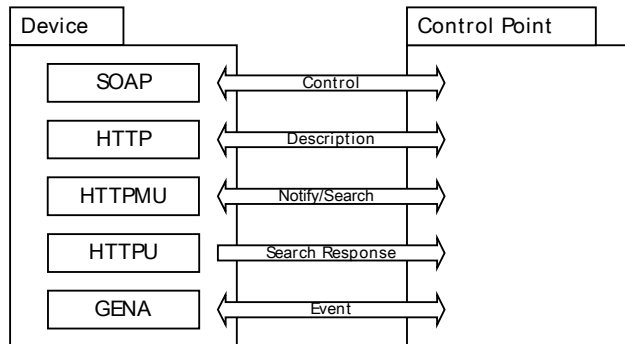 Device
Control Point
SOAP
Control
HTTP
Description
HTTPMU
Notify/Search
HTTPU
Search Response
GENA
Event